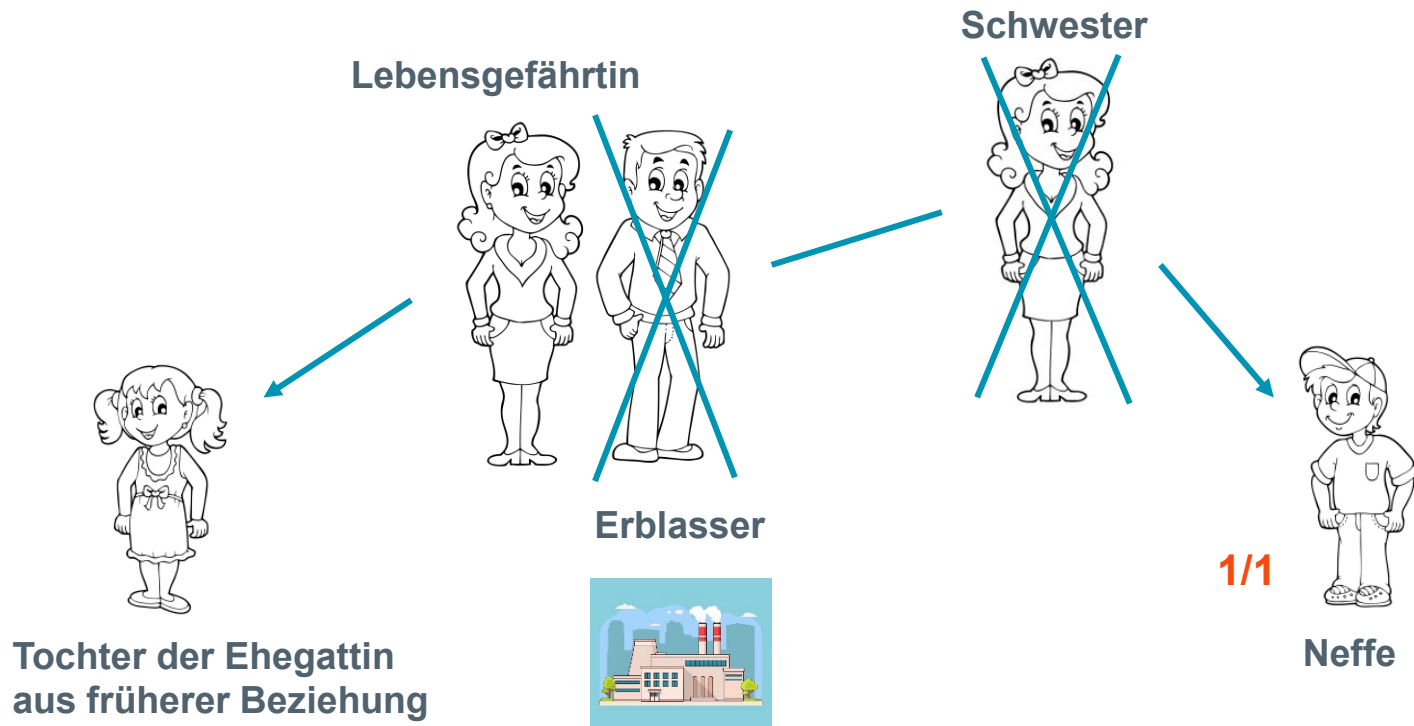 Schwester
Lebensgefährtin
Erblasser
1/1
Neffe
Tochter der Ehegattin
aus früherer Beziehung